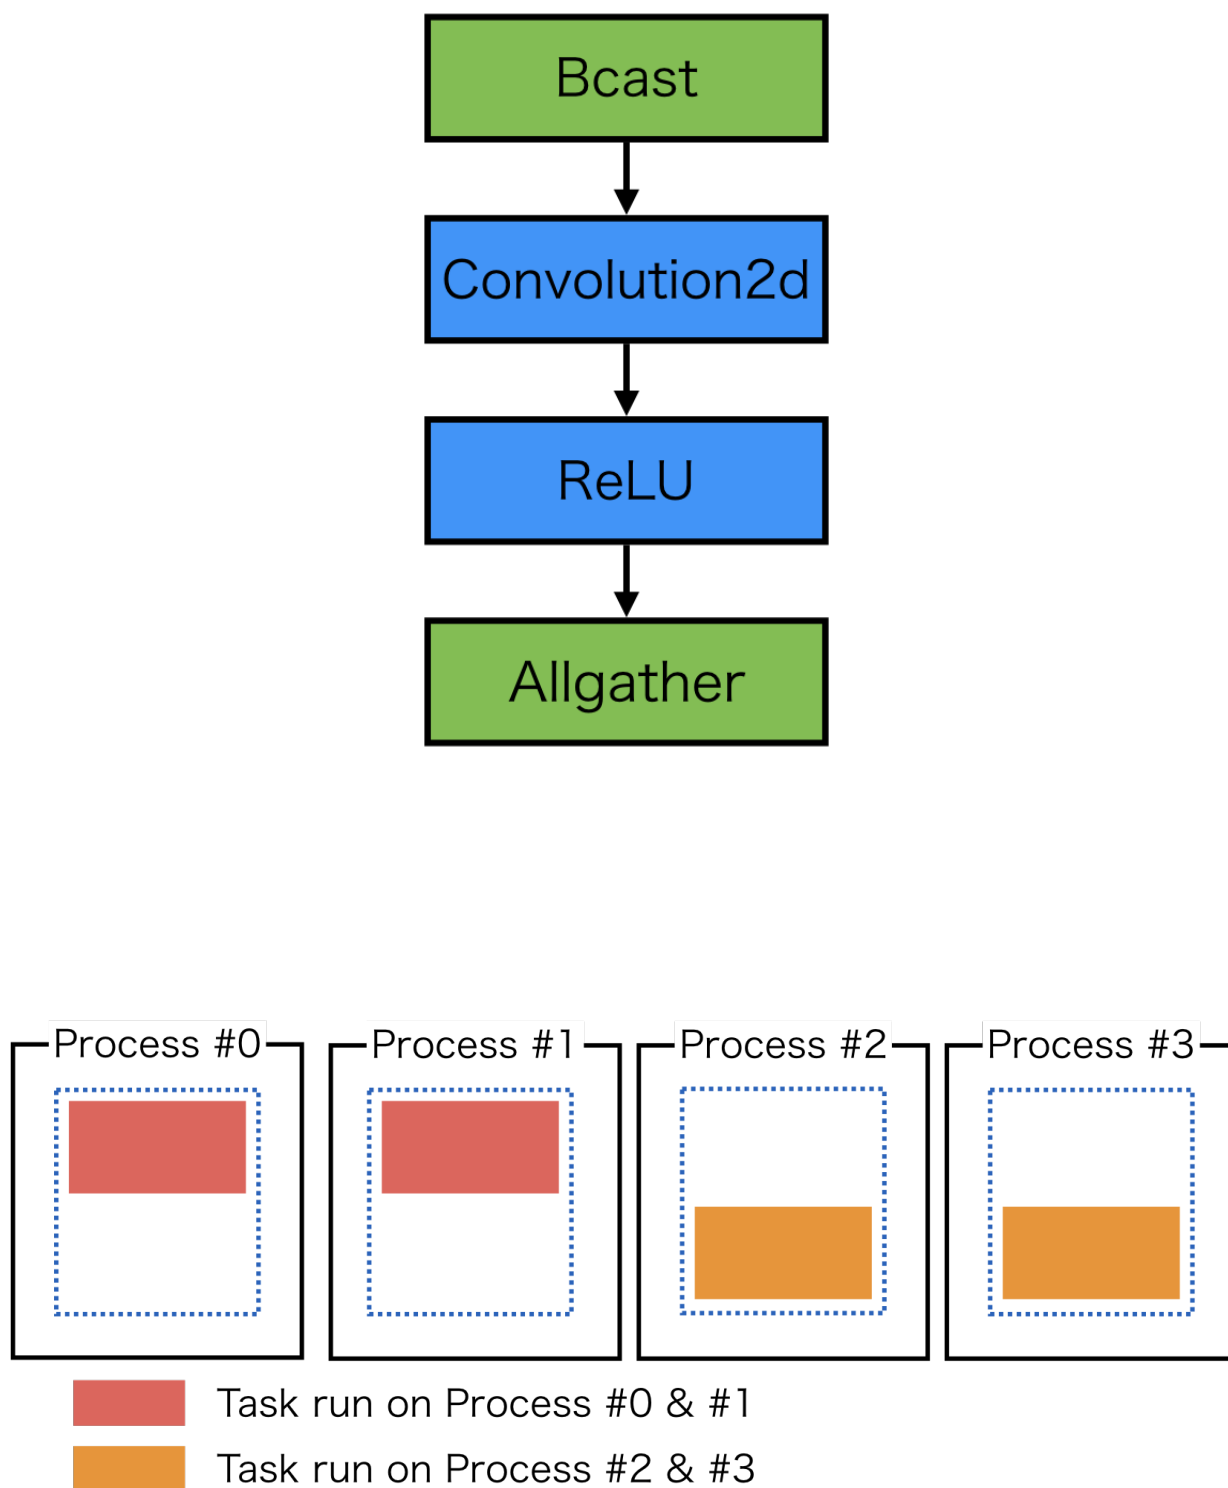 Bcast
Convolution2d
ReLU
Allgather
Process #0
Process #1
Process #2
Process #3
Task run on Process #0 & #1
Task run on Process #2 & #3